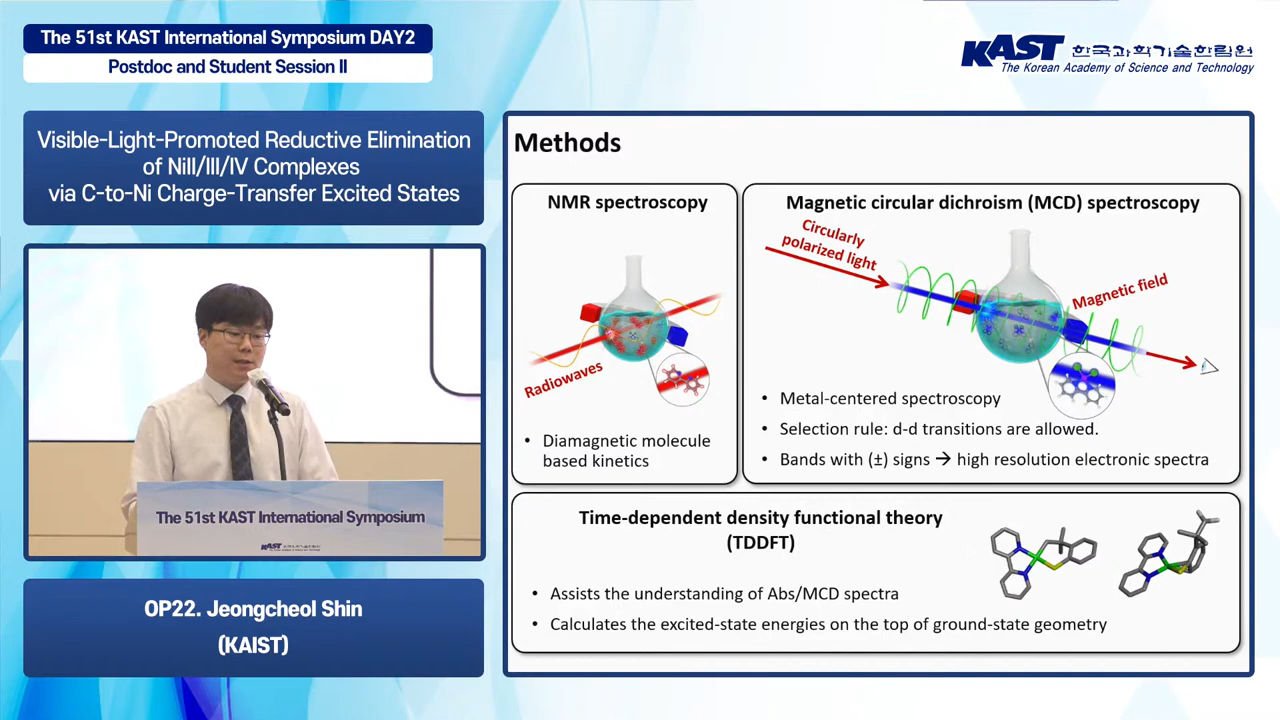 The 51st KAST International Symposium DAY2
Postdoc and Student Session II
KAST 한국과학기술한림원
The Korean Academy of Science and Technology
Visible-Light-Promoted Reductive Elimination
of NiII/III/IV Complexes
via C-to-Ni Charge-Transfer Excited States
The 51st KAST International Symposium
OP22. Jeongcheol Shin
(KAIST)
Methods
NMR spectroscopy
Radiowaves
• Diamagnetic molecule
based kinetics
Magnetic circular dichroism (MCD) spectroscopy
Circularly
polarized light
Magnetic field
• Metal-centered spectroscopy
• Selection rule: d-d transitions are allowed.
• Bands with (±) signs → high resolution electronic spectra
Time-dependent density functional theory
(TDDFT)
• Assists the understanding of Abs/MCD spectra
• Calculates the excited-state energies on the top of ground-state geometry